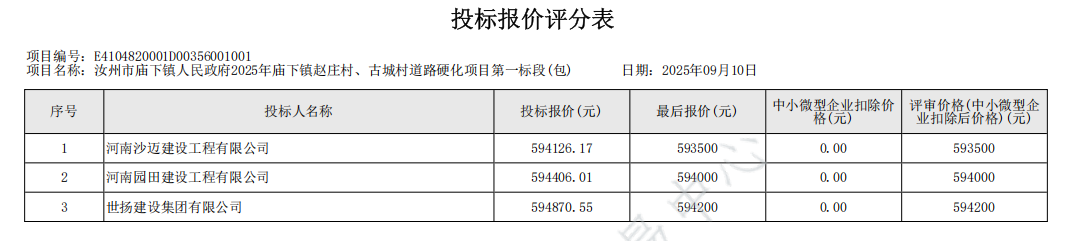 投标报价评分表
项目编号：E4104820001D00356001001
项目名称：汝州市庙下镇人民政府2025年庙下镇赵庄村、古城村道路硬化项目第一标段(包) 日期：2025年09月10日
序号 投标人名称 投标报价(元) 最后报价(元) 中小微型企业扣除价格(元) 评审价格(中小微型企业扣除后价格)(元)
1 河南沙迈建设工程有限公司 594126.17 593500 0.00 593500
2 河南园田建设工程有限公司 594406.01 594000 0.00 594000
3 世扬建设集团有限公司 594870.55 594200 0.00 594200
易中心